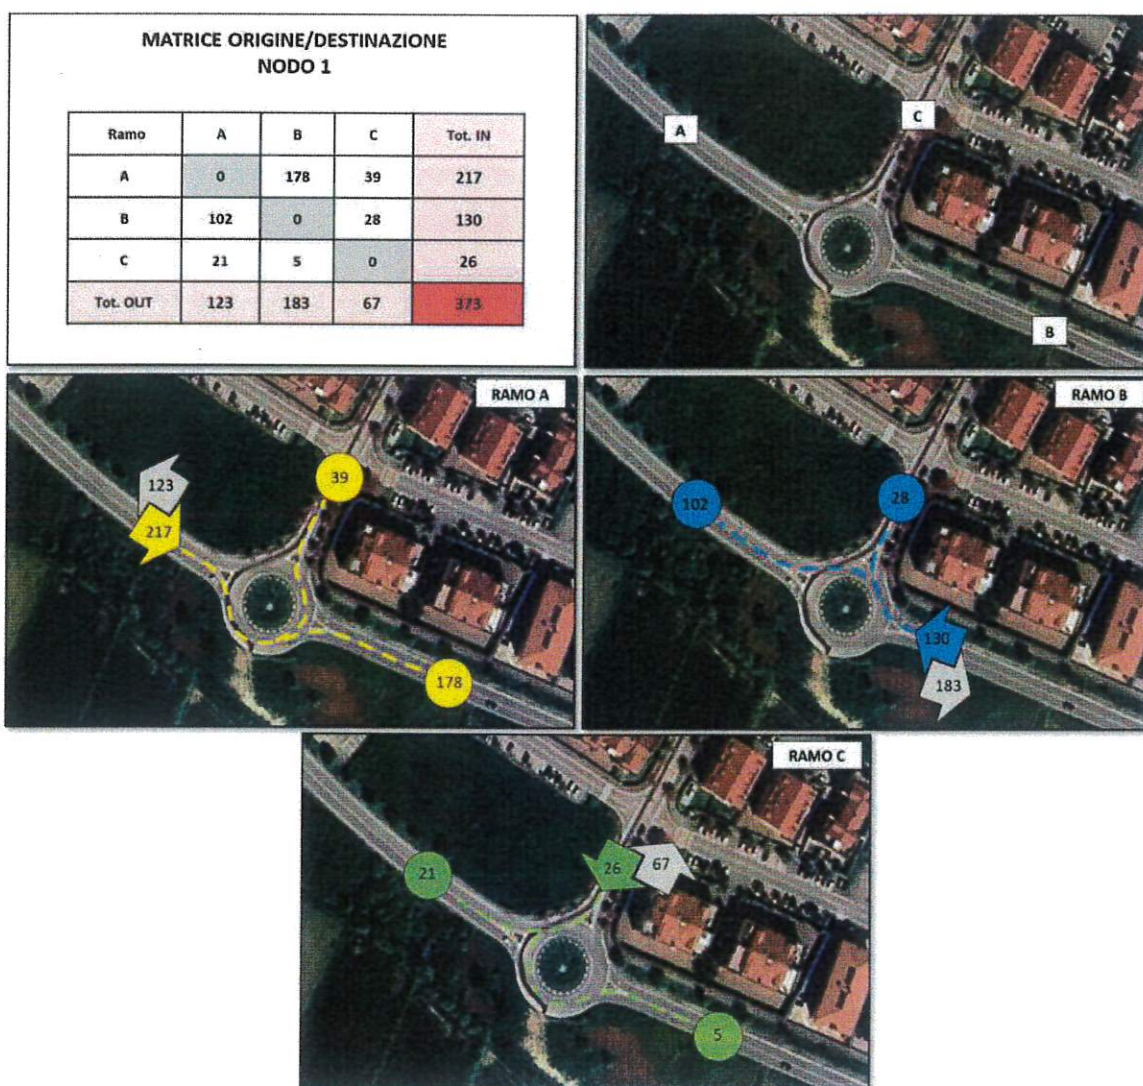 MATRICE ORIGINE/DESTINAZIONE
NODO 1
Ramo A B C Tot. IN
A 0 178 39 217
B 102 0 28 130
C 21 5 0 26
Tot. OUT 123 183 67 373
A
C
B
RAMO A
123
217
39
178
RAMO B
102
28
130
183
RAMO C
21
26
67
5